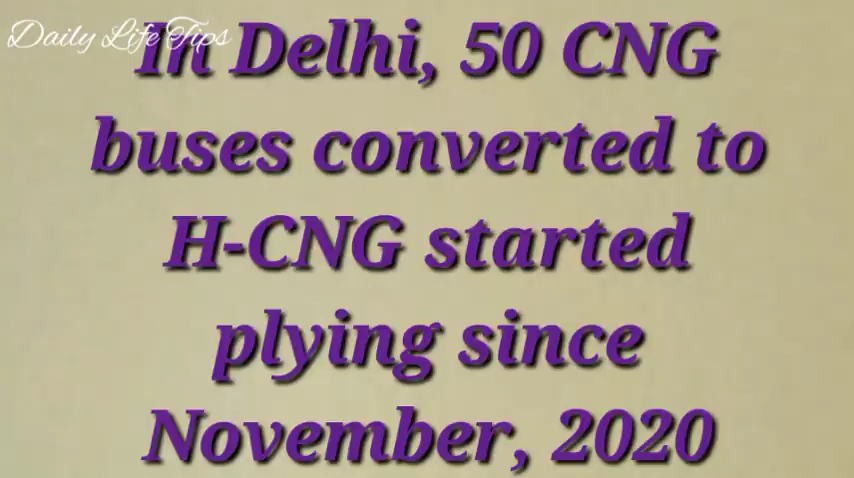 Daily Life Tips
In Delhi, 50 CNG
buses converted to
H-CNG started
plying since
November, 2020